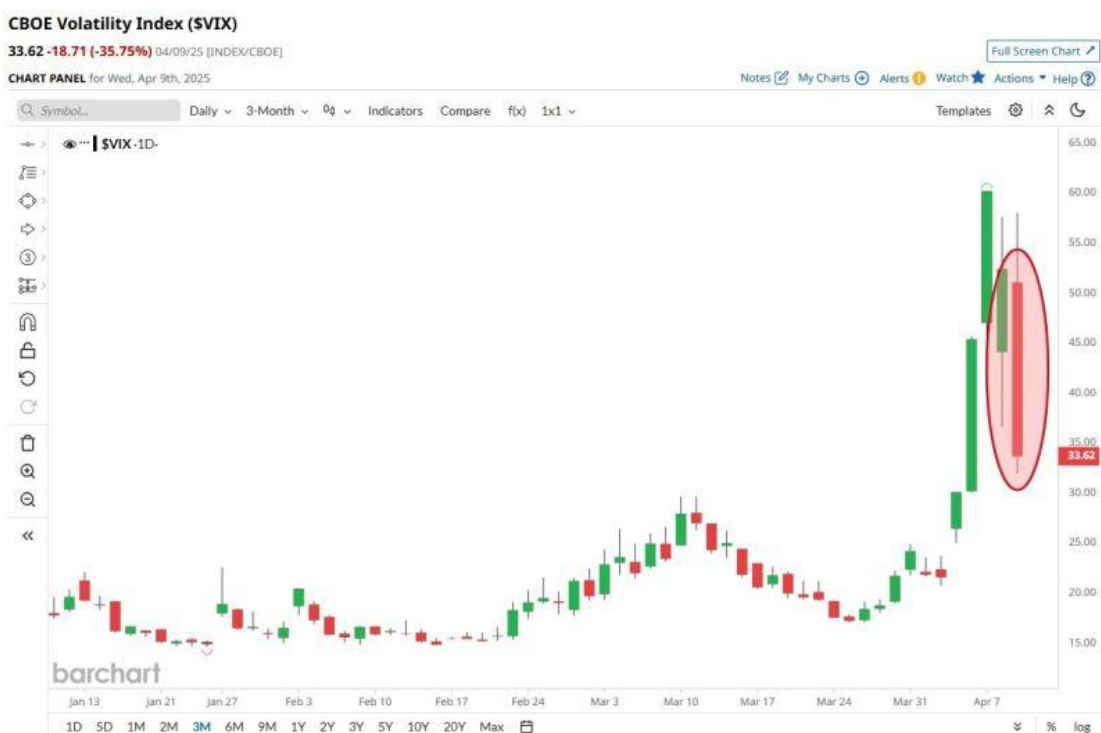 CBOE Volatility Index ($VIX)
33.62 -18.71 (-35.75%) 04/09/25 [INDEX/CBOE]
Full Screen Chart
CHART PANEL for Wed, Apr 9th, 2025
Notes My Charts Alerts Watch Actions Help
Symbol... Daily 3-Month Indicators Compare f(x) 1x1 Templates
$VIX ·1D·
65.00
60.00
55.00
50.00
45.00
40.00
35.00
33.62
30.00
25.00
20.00
15.00
3
barchart
Jan 13 Jan 21 Jan 27 Feb 3 Feb 10 Feb 17 Feb 24 Mar 3 Mar 10 Mar 17 Mar 24 Mar 31 Apr 7
1D 5D 1M 2M 3M 6M 9M 1Y 2Y 3Y 5Y 10Y 20Y Max % log